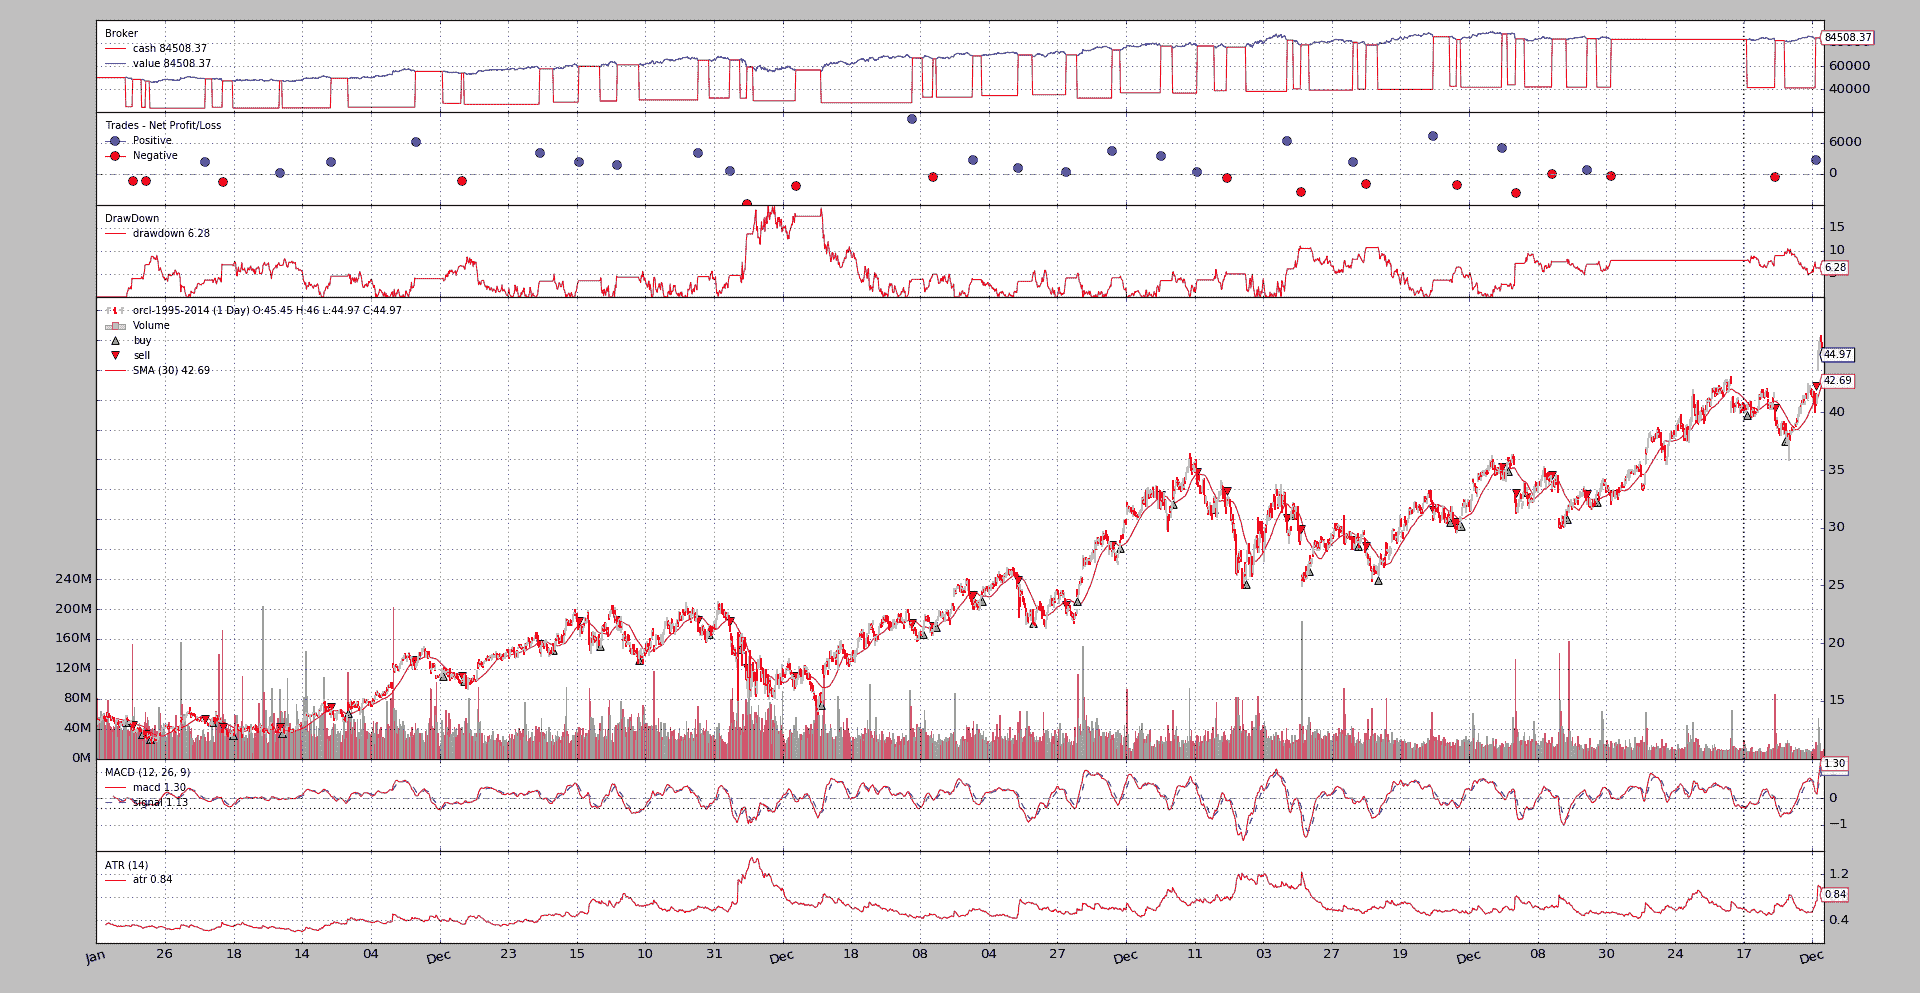 Broker
cash 84508.37
value 84508.37
84508.37
60000
40000
Trades - Net Profit/Loss
Positive
Negative
6000
0
DrawDown
drawdown 6.28
15
10
6.28
orcl-1995-2014 (1 Day) O:45.45 H:46 L:44.97 C:44.97
Volume
buy
sell
SMA (30) 42.69
44.97
42.69
40
35
30
25
20
15
240M
200M
160M
120M
80M
40M
0M
MACD (12, 26, 9)
macd 1.30
signal 1.13
1.30
0
−1
ATR (14)
atr 0.84
1.2
0.84
0.4
Jan 26 18 14 04 Dec 23 15 10 31 Dec 18 08 04 27 Dec 11 03 27 19 Dec 08 30 24 17 Dec